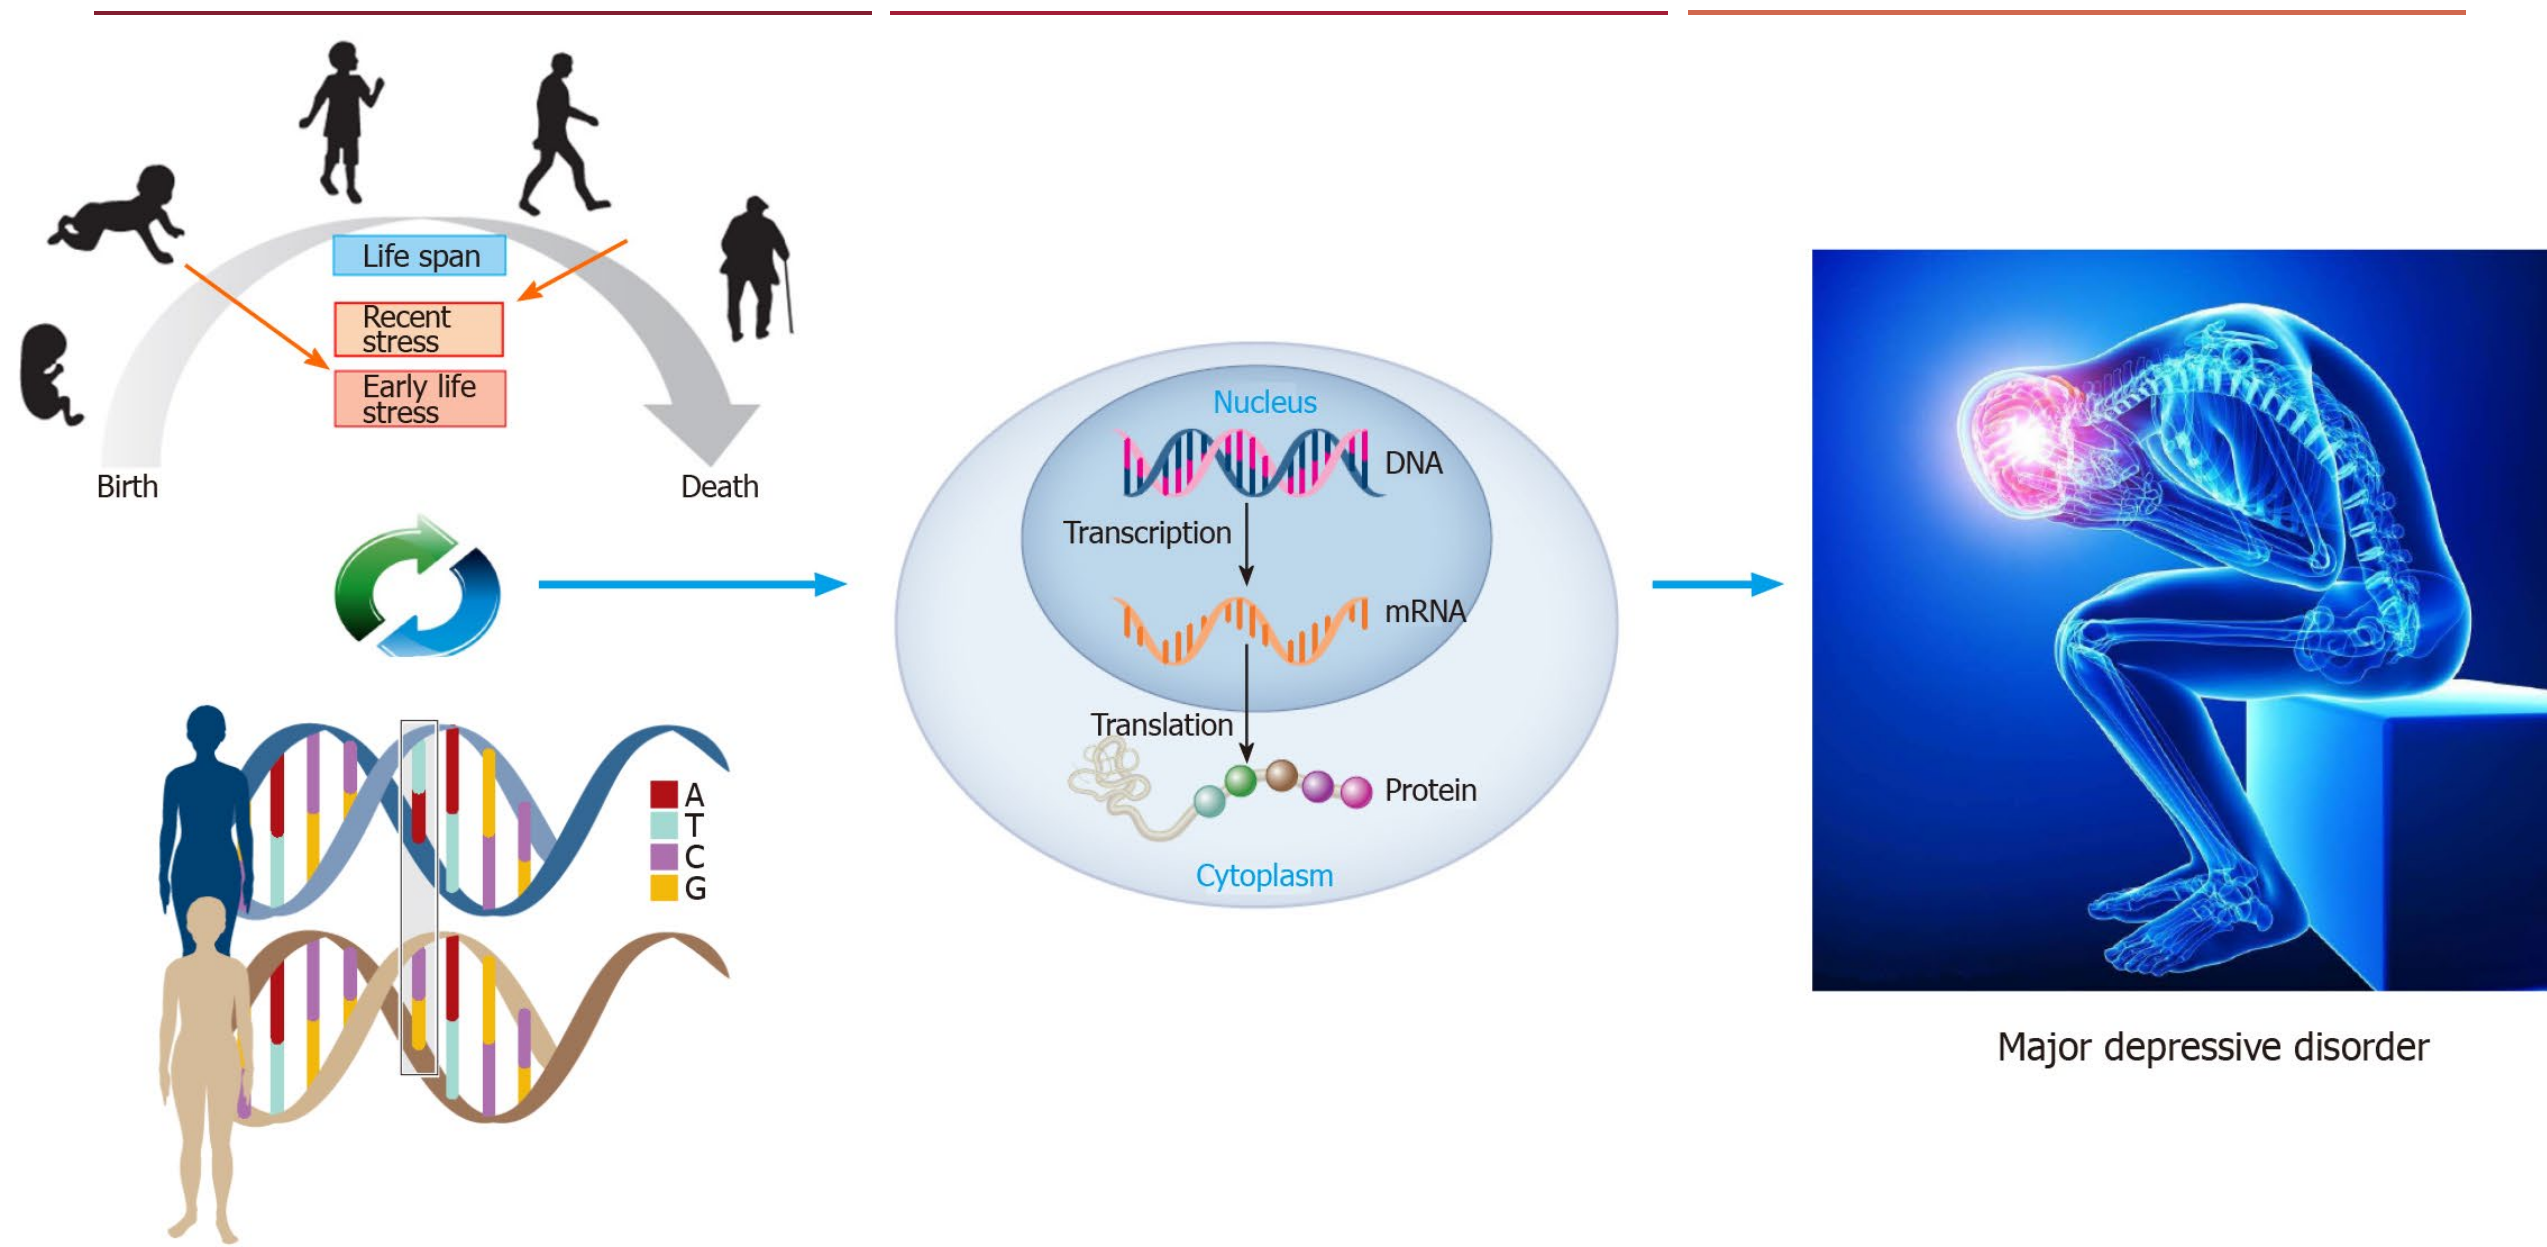 Life span
Recent
stress
Early life
stress
Birth
Death
A
T
C
G
Nucleus
DNA
Transcription
mRNA
Translation
Protein
Cytoplasm
Major depressive disorder